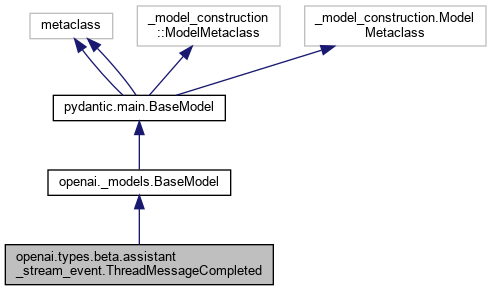 metaclass
_model_construction
::ModelMetaclass
_model_construction.Model
Metaclass
pydantic.main.BaseModel
openai._models.BaseModel
openai.types.beta.assistant
_stream_event.ThreadMessageCompleted